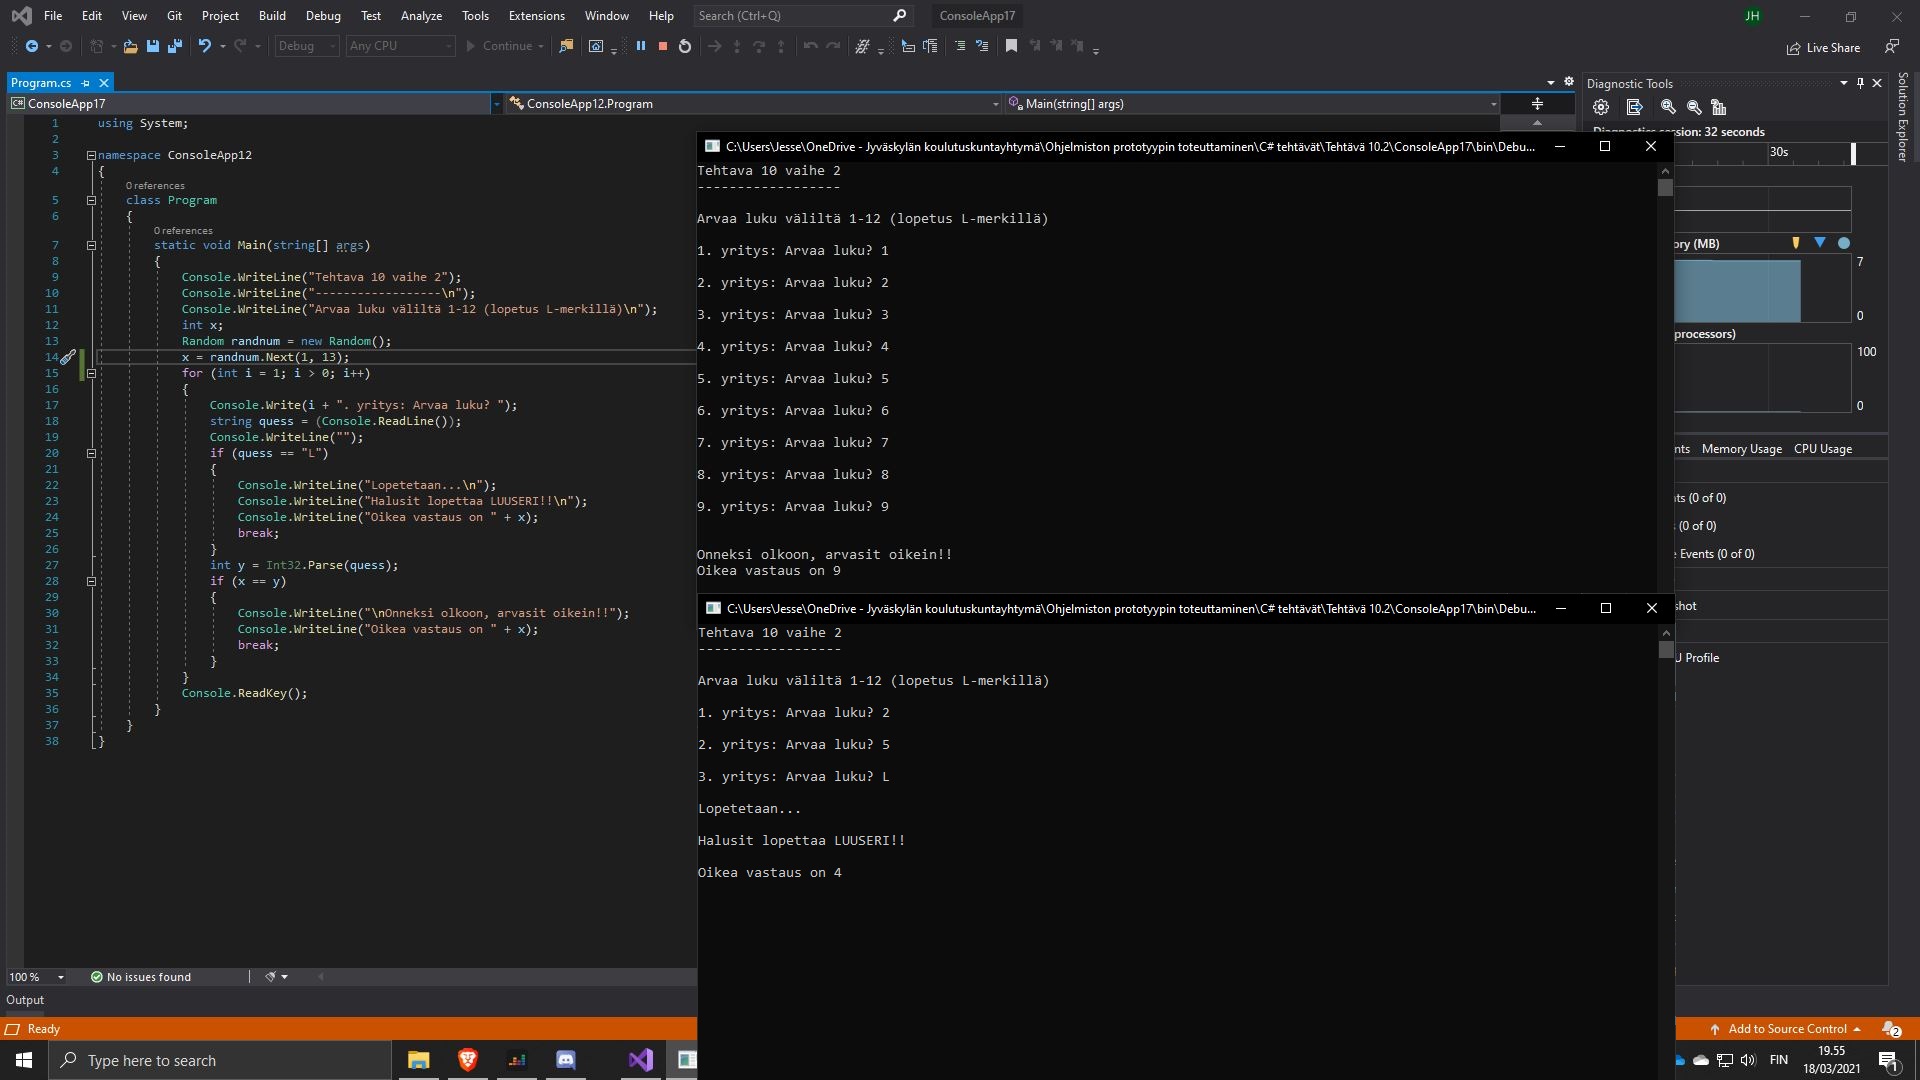 File Edit View Git Project Build Debug Test Analyze Tools Extensions Window Help Search (Ctrl+Q) ConsoleApp17 JH
Debug Any CPU Continue Live Share
Program.cs
ConsoleApp17 ConsoleApp12.Program Main(string[] args)
1 using System;
2
3 namespace ConsoleApp12
4 {
0 references
5 class Program
6 {
0 references
7 static void Main(string[] args)
8 {
9 Console.WriteLine("Tehtava 10 vaihe 2");
10 Console.WriteLine("------------------\n");
11 Console.WriteLine("Arvaa luku väliltä 1-12 (lopetus L-merkillä)\n");
12 int x;
13 Random randnum = new Random();
14 x = randnum.Next(1, 13);
15 for (int i = 1; i > 0; i++)
16 {
17 Console.Write(i + ". yritys: Arvaa luku? ");
18 string quess = (Console.ReadLine());
19 Console.WriteLine("");
20 if (quess == "L")
21 {
22 Console.WriteLine("Lopetetaan...\n");
23 Console.WriteLine("Halusit lopettaa LUUSERI!!\n");
24 Console.WriteLine("Oikea vastaus on " + x);
25 break;
26 }
27 int y = Int32.Parse(quess);
28 if (x == y)
29 {
30 Console.WriteLine("\nOnneksi olkoon, arvasit oikein!!");
31 Console.WriteLine("Oikea vastaus on " + x);
32 break;
33 }
34 }
35 Console.ReadKey();
36 }
37 }
38 }
100 % No issues found
Output
Ready
C:\Users\Jesse\OneDrive - Jyväskylän koulutuskuntayhtymä\Ohjelmiston prototyypin toteuttaminen\C# tehtävät\Tehtävä 10.2\ConsoleApp17\bin\Debu...
Tehtava 10 vaihe 2
------------------
Arvaa luku väliltä 1-12 (lopetus L-merkillä)
1. yritys: Arvaa luku? 1
2. yritys: Arvaa luku? 2
3. yritys: Arvaa luku? 3
4. yritys: Arvaa luku? 4
5. yritys: Arvaa luku? 5
6. yritys: Arvaa luku? 6
7. yritys: Arvaa luku? 7
8. yritys: Arvaa luku? 8
9. yritys: Arvaa luku? 9
Onneksi olkoon, arvasit oikein!!
Oikea vastaus on 9
C:\Users\Jesse\OneDrive - Jyväskylän koulutuskuntayhtymä\Ohjelmiston prototyypin toteuttaminen\C# tehtävät\Tehtävä 10.2\ConsoleApp17\bin\Debu...
Tehtava 10 vaihe 2
------------------
Arvaa luku väliltä 1-12 (lopetus L-merkillä)
1. yritys: Arvaa luku? 2
2. yritys: Arvaa luku? 5
3. yritys: Arvaa luku? L
Lopetetaan...
Halusit lopettaa LUUSERI!!
Oikea vastaus on 4
Diagnostic Tools
session: 32 seconds
30s
(MB)
7
0
processors)
100
0
Memory Usage CPU Usage
(0 of 0)
(0 of 0)
Events (0 of 0)
Profile
Solution Explorer
Add to Source Control 2
Type here to search
FIN
19.55
18/03/2021
1